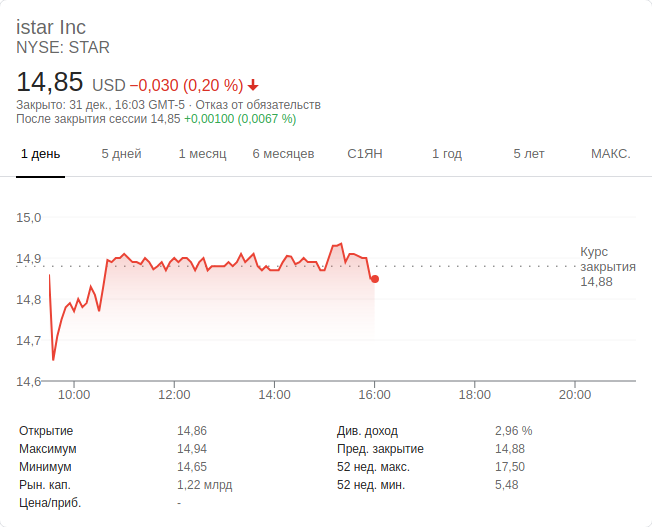 istar Inc
NYSE: STAR
14,85 USD −0,030 (0,20 %)
Закрыто: 31 дек., 16:03 GMT-5 · Отказ от обязательств
После закрытия сессии 14,85 +0,00100 (0,0067 %)
1 день 5 дней 1 месяц 6 месяцев С1ЯН 1 год 5 лет МАКС.
15,0
14,9
14,8
14,7
14,6
Курс
закрытия
14,88
10:00 12:00 14:00 16:00 18:00 20:00
Открытие 14,86 Див. доход 2,96 %
Максимум 14,94 Пред. закрытие 14,88
Минимум 14,65 52 нед. макс. 17,50
Рын. кап. 1,22 млрд 52 нед. мин. 5,48
Цена/приб. -